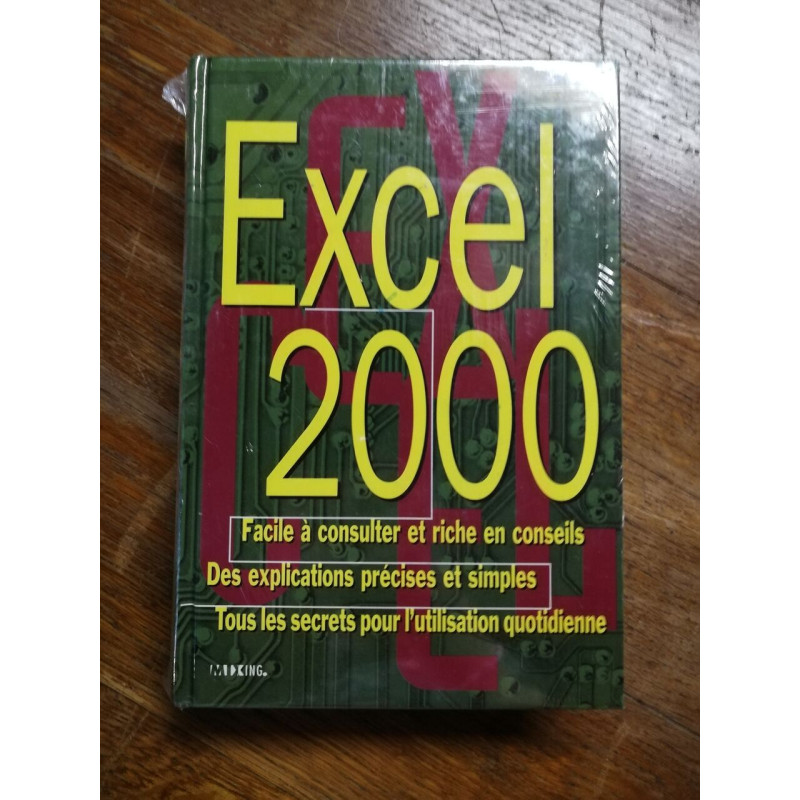 Excel
2000
Facile à consulter et riche en conseils
Des explications précises et simples
Tous les secrets pour l'utilisation quotidienne